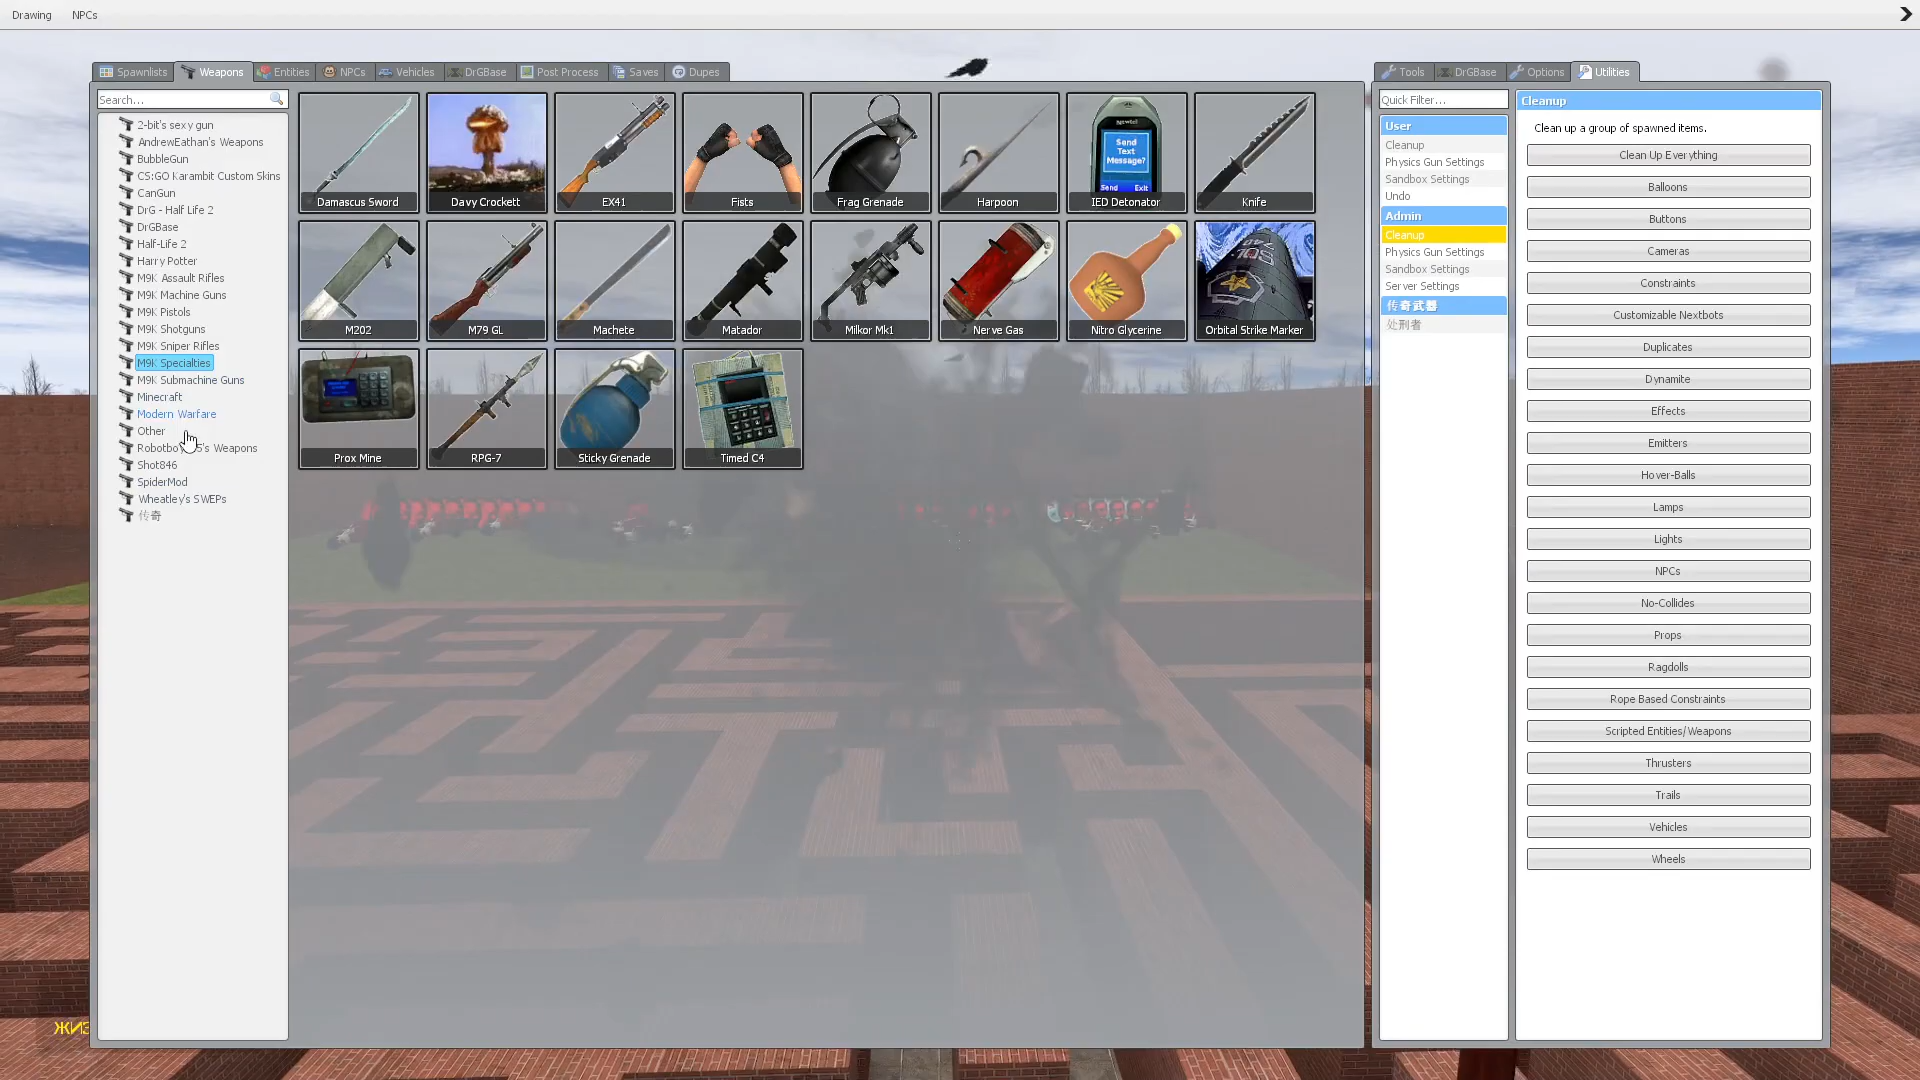 Drawing NPCs
Spawnlists Weapons Entities NPCs Vehicles DrGBase Post Process Saves Dupes
Search...
2-bit's sexy gun
AndrewEathan's Weapons
BubbleGun
CS:GO Karambit Custom Skins
CanGun
DrG - Half Life 2
DrGBase
Half-Life 2
Harry Potter
M9K Assault Rifles
M9K Machine Guns
M9K Pistols
M9K Shotguns
M9K Sniper Rifles
M9K Specialties
M9K Submachine Guns
Minecraft
Modern Warfare
Other
Weapons
Shot846
SpiderMod
Wheatley's SWEPs
传奇
Damascus Sword Davy Crockett EX41 Fists Frag Grenade Harpoon IED Detonator Knife
Send
Text
Message?
Send Exit
M202 M79 GL Machete Matador Milkor Mk1 Nerve Gas Nitro Glycerine Orbital Strike Marker
Prox Mine RPG-7 Sticky Grenade Timed C4
Tools DrGBase Options Utilities
Quick Filter...
User
Cleanup
Physics Gun Settings
Sandbox Settings
Undo
Admin
Cleanup
Physics Gun Settings
Sandbox Settings
Server Settings
传奇武器
处刑者
Cleanup
Clean up a group of spawned items.
Clean Up Everything
Balloons
Buttons
Cameras
Constraints
Customizable Nextbots
Duplicates
Dynamite
Effects
Emitters
Hover-Balls
Lamps
Lights
NPCs
No-Collides
Props
Ragdolls
Rope Based Constraints
Scripted Entities/Weapons
Thrusters
Trails
Vehicles
Wheels